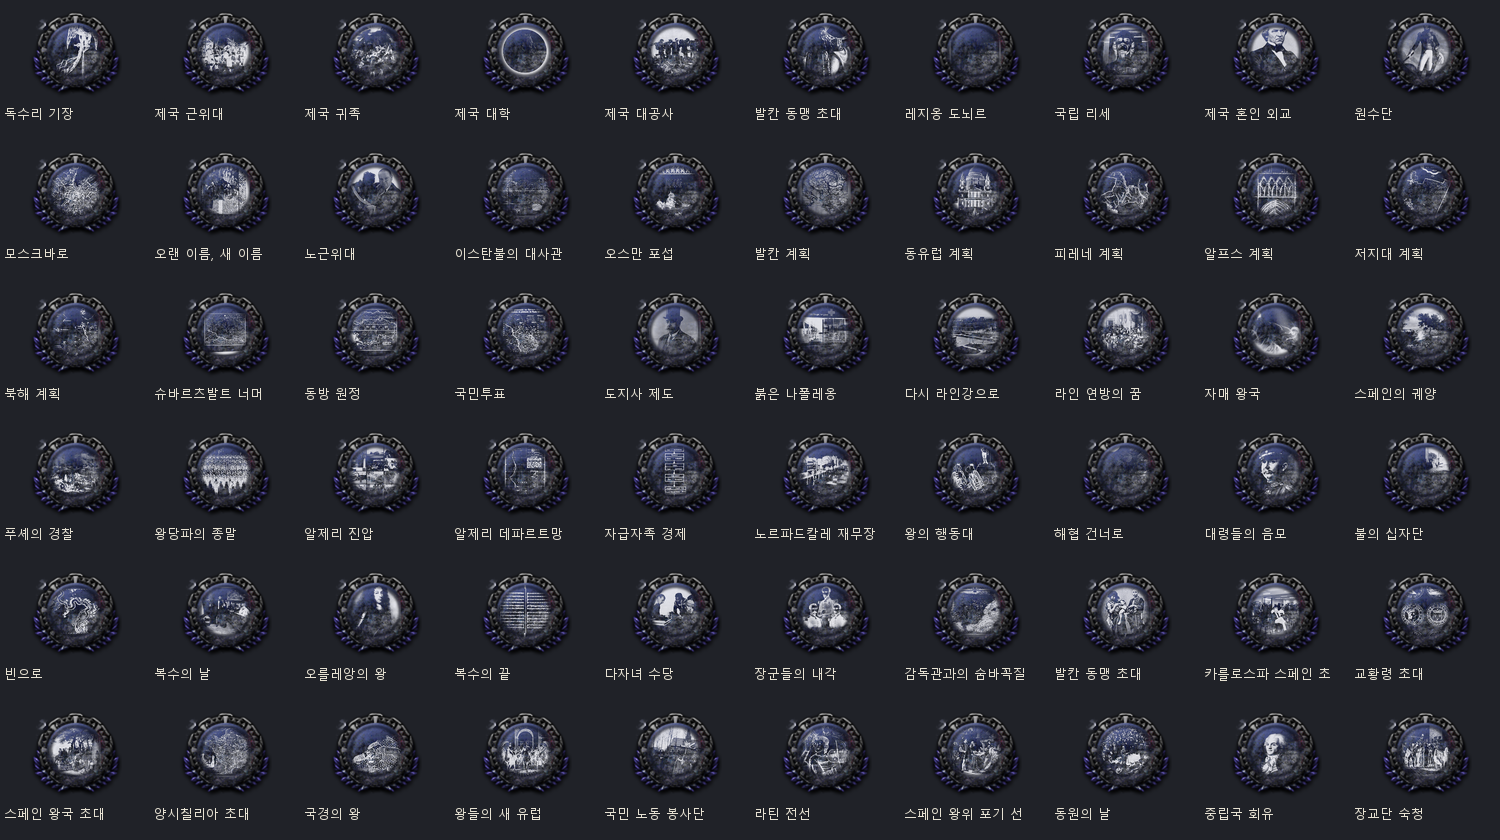 독수리 기장
제국 근위대
제국 귀족
제국 대학
제국 대공사
발칸 동맹 초대
레지옹 도뇌르
국립 리세
제국 혼인 외교
원수단
모스크바로
오랜 이름, 새 이름
노근위대
이스탄불의 대사관
오스만 포섭
발칸 계획
동유럽 계획
피레네 계획
알프스 계획
저지대 계획
북해 계획
슈바르츠발트 너머
동방 원정
국민투표
도지사 제도
붉은 나폴레옹
다시 라인강으로
라인 연방의 꿈
자매 왕국
스페인의 궤양
푸셰의 경찰
왕당파의 종말
알제리 진압
알제리 데파르트망
자급자족 경제
노르파드칼레 재무장
왕의 행동대
해협 건너로
대령들의 음모
불의 십자단
빈으로
복수의 날
오를레앙의 왕
복수의 끝
다자녀 수당
장군들의 내각
감독관과의 숨바꼭질
발칸 동맹 초대
카를로스파 스페인 초
교황령 초대
스페인 왕국 초대
양시칠리아 초대
국경의 왕
왕들의 새 유럽
국민 노동 봉사단
라틴 전선
스페인 왕위 포기 선
동원의 날
중립국 회유
장교단 숙청